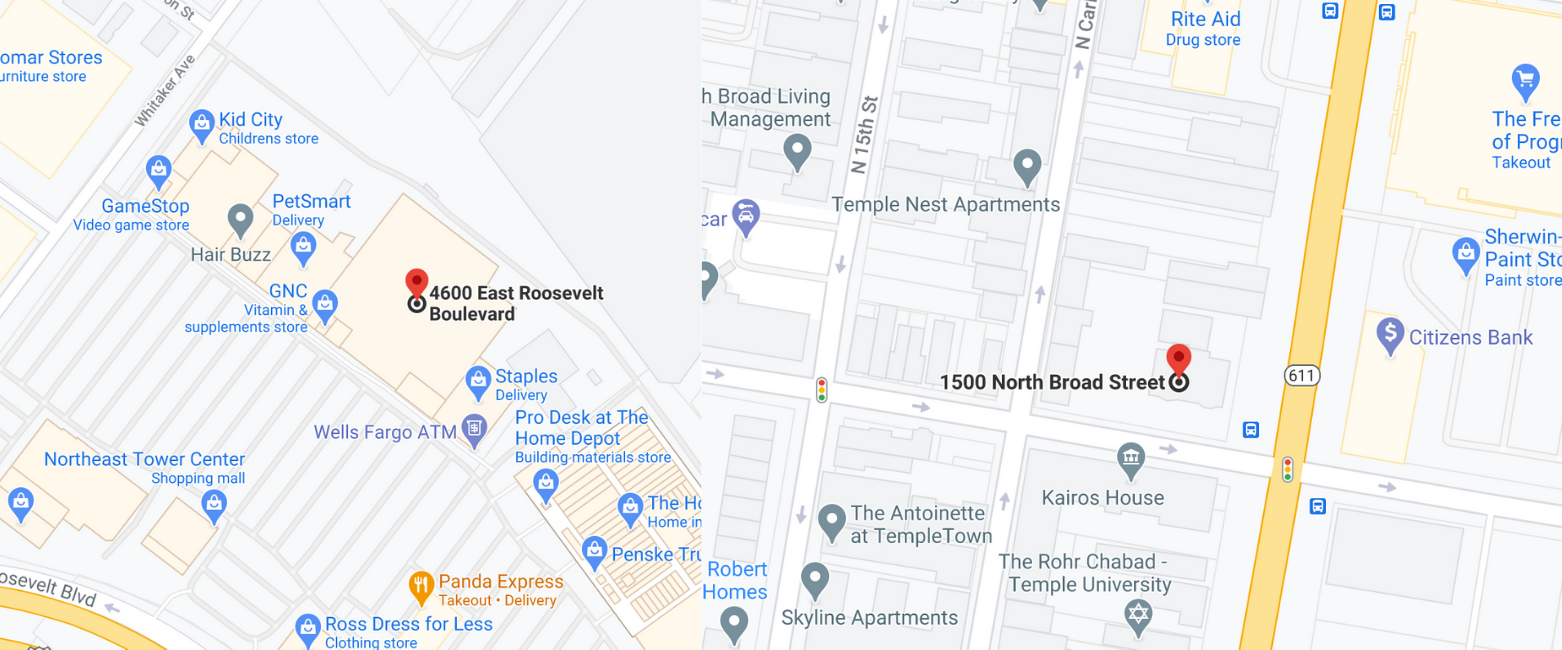 on St
omar Stores
urniture store
Whitaker Ave
Kid City
Childrens store
GameStop
Video game store
PetSmart
Delivery
Hair Buzz
GNC
Vitamin &
supplements store
4600 East Roosevelt
Boulevard
Staples
Delivery
Wells Fargo ATM
Pro Desk at The
Home Depot
Building materials store
Northeast Tower Center
Shopping mall
The Ho
Home in
Penske Tru
osevelt Blvd
Panda Express
Takeout • Delivery
Ross Dress for Less
Clothing store
Rite Aid
Drug store
N Carl
h Broad Living
Management
N 15th St
The Fre
of Progr
Takeout
Temple Nest Apartments
car
Sherwin-
Paint Sto
Paint store
Citizens Bank
1500 North Broad Street
611
Kairos House
The Antoinette
at TempleTown
The Rohr Chabad -
Temple University
Robert
Homes
Skyline Apartments